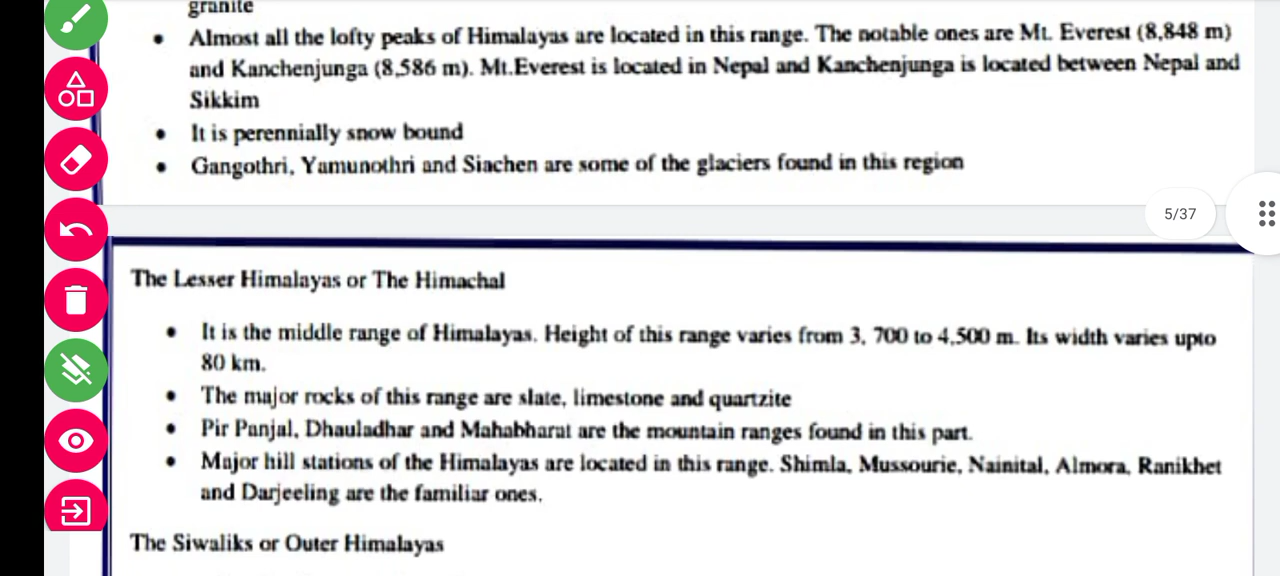 granite
• Almost all the lofty peaks of Himalayas are located in this range. The notable ones are Mt. Everest (8,848 m)
and Kanchenjunga (8,586 m). Mt.Everest is located in Nepal and Kanchenjunga is located between Nepal and
Sikkim
• It is perennially snow bound
• Gangothri, Yamunothri and Siachen are some of the glaciers found in this region
5/37
The Lesser Himalayas or The Himachal
• It is the middle range of Himalayas. Height of this range varies from 3, 700 to 4,500 m. Its width varies upto
80 km.
• The major rocks of this range are slate, limestone and quartzite
• Pir Panjal, Dhauladhar and Mahabharat are the mountain ranges found in this part.
• Major hill stations of the Himalayas are located in this range. Shimla, Mussourie, Nainital, Almora, Ranikhet
and Darjeeling are the familiar ones.
The Siwaliks or Outer Himalayas